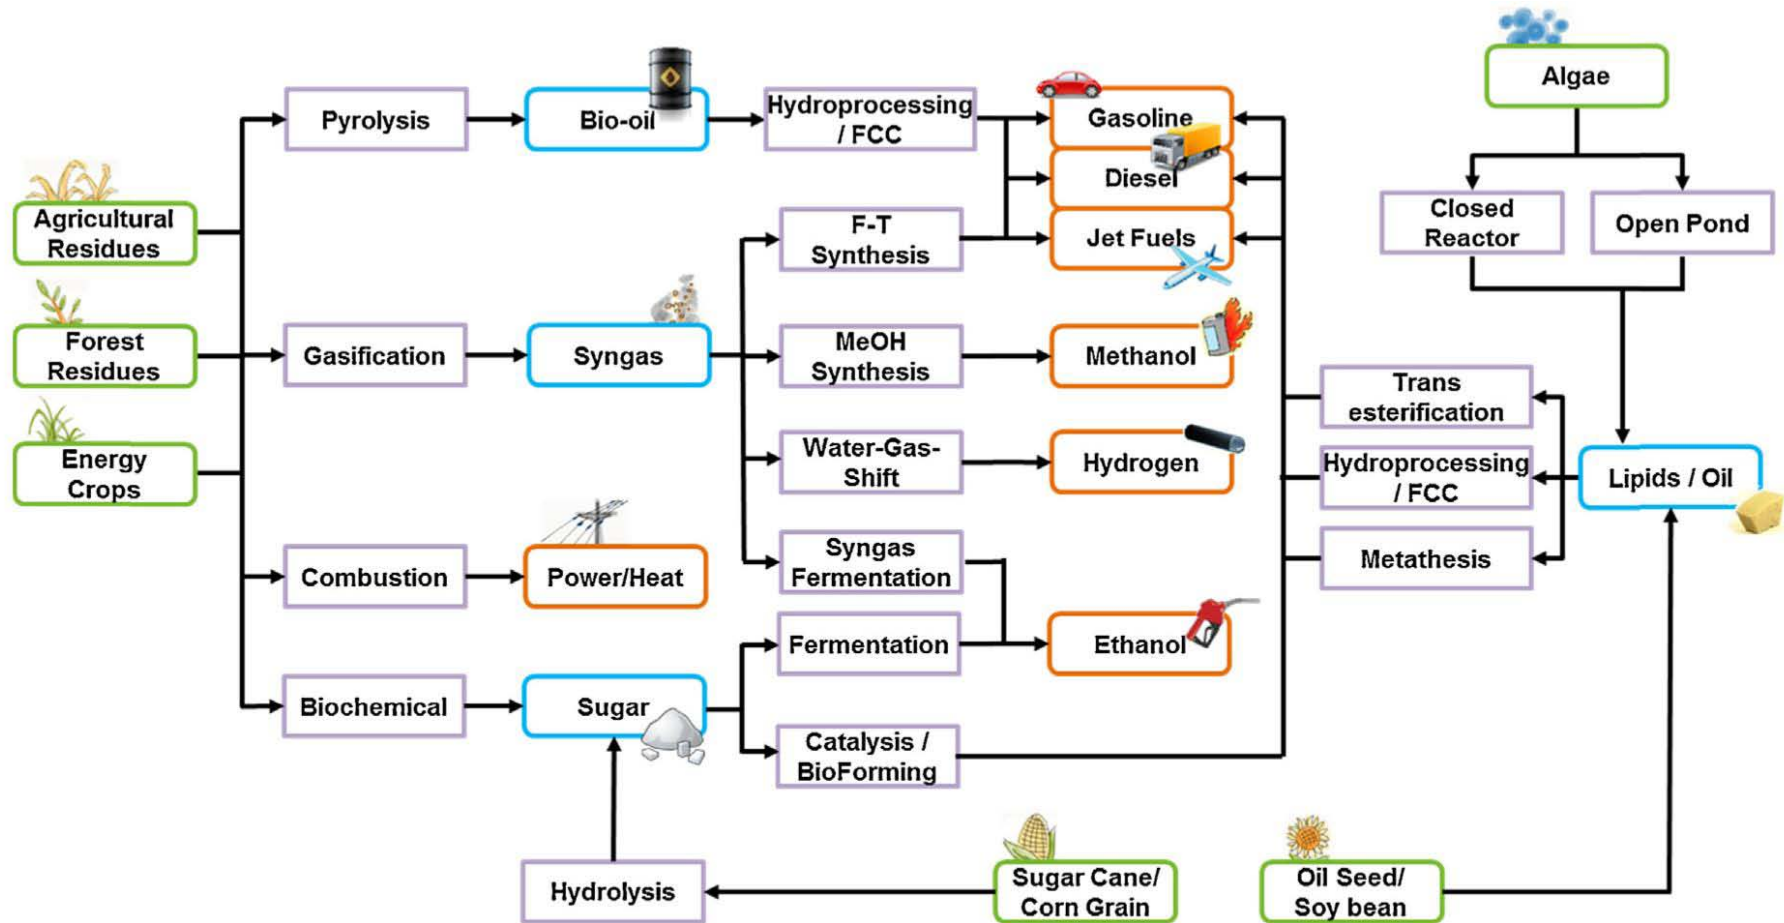 Algae
Pyrolysis
Bio-oil
Hydroprocessing
/ FCC
Gasoline
Diesel
Jet Fuels
Closed
Reactor
Open Pond
Agricultural
Residues
F-T
Synthesis
Forest
Residues
Gasification
Syngas
MeOH
Synthesis
Methanol
Trans
esterification
Energy
Crops
Water-Gas-
Shift
Hydrogen
Hydroprocessing
/ FCC
Lipids / Oil
Combustion
Power/Heat
Syngas
Fermentation
Metathesis
Fermentation
Ethanol
Biochemical
Sugar
Catalysis /
BioForming
Hydrolysis
Sugar Cane/
Corn Grain
Oil Seed/
Soy bean